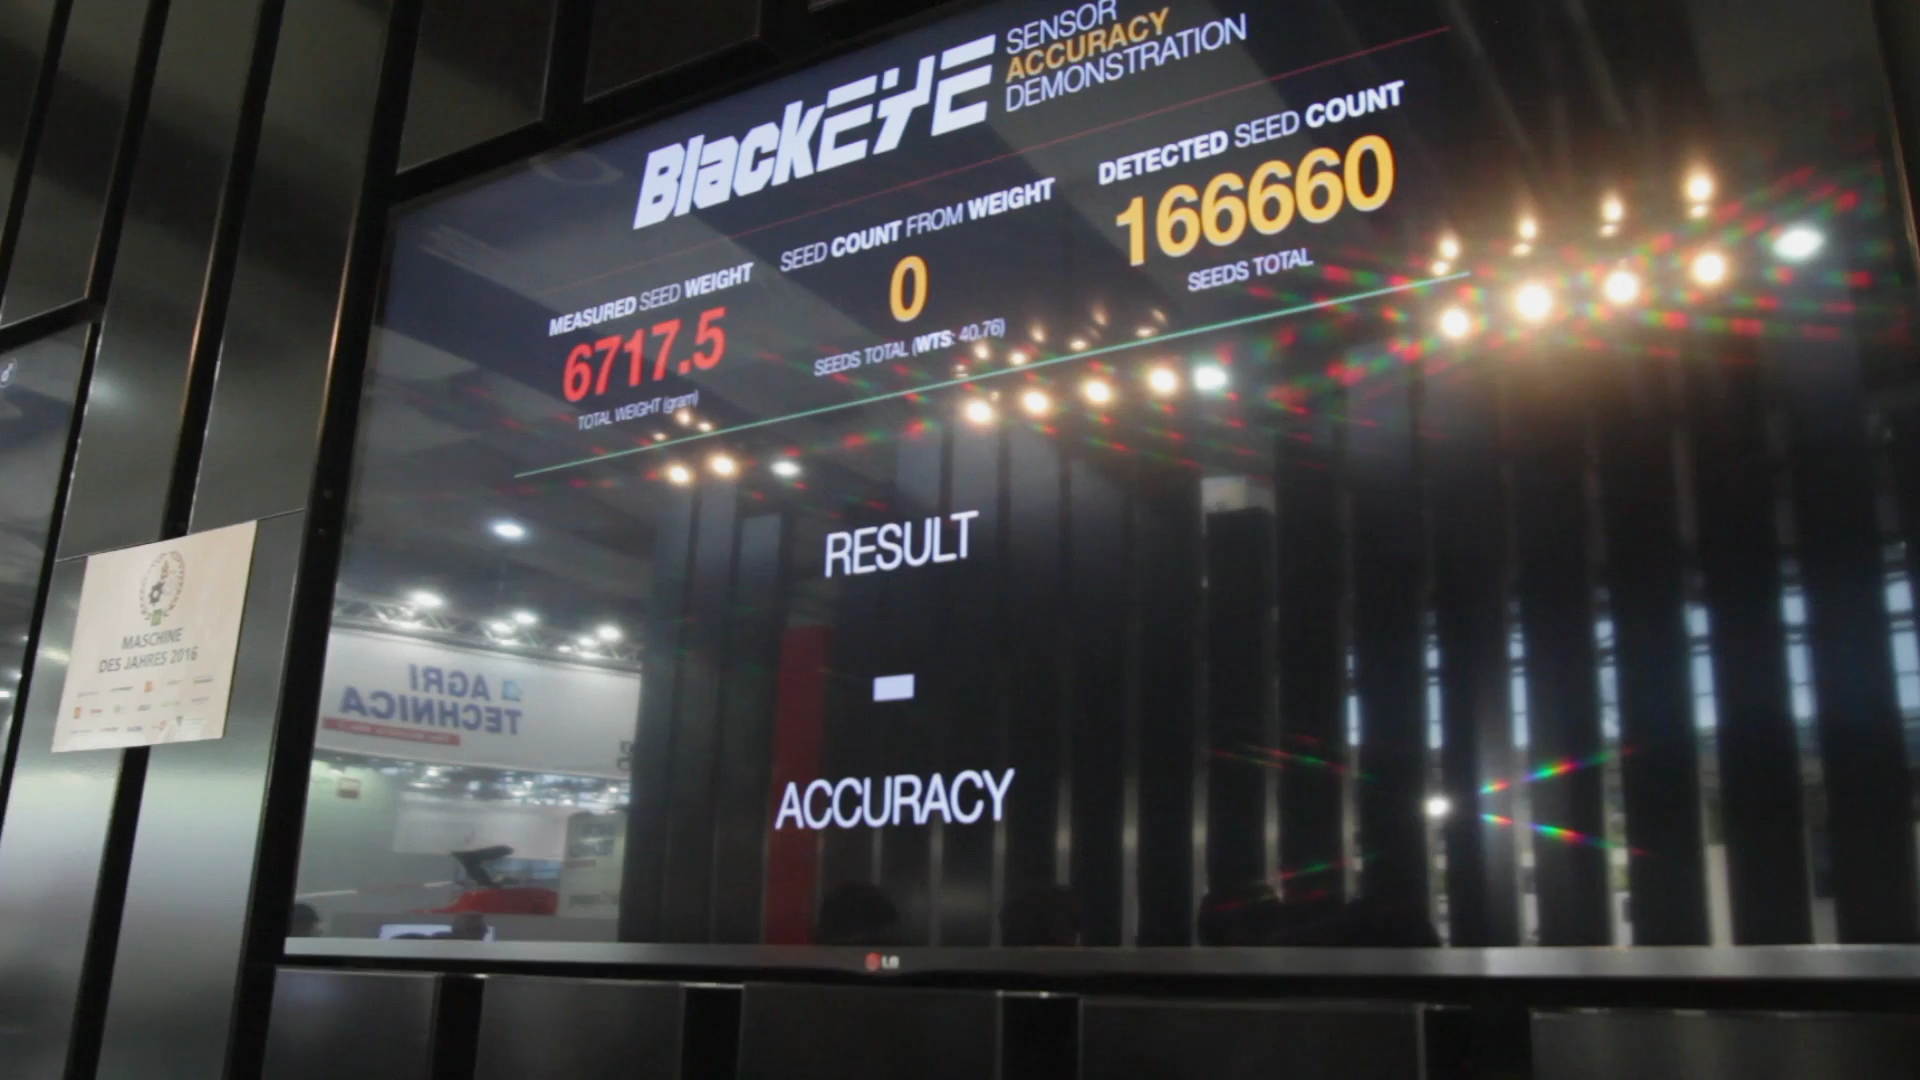 BlackEYE
SENSOR
ACCURACY
DEMONSTRATION
MEASURED SEED WEIGHT
6717.5
TOTAL WEIGHT (gram)
SEED COUNT FROM WEIGHT
0
SEEDS TOTAL (WTS: 40.76)
DETECTED SEED COUNT
166660
SEEDS TOTAL
RESULT
-
ACCURACY
AGRI
TECHNICA
MASCHINE
DES JAHRES 2016
LG